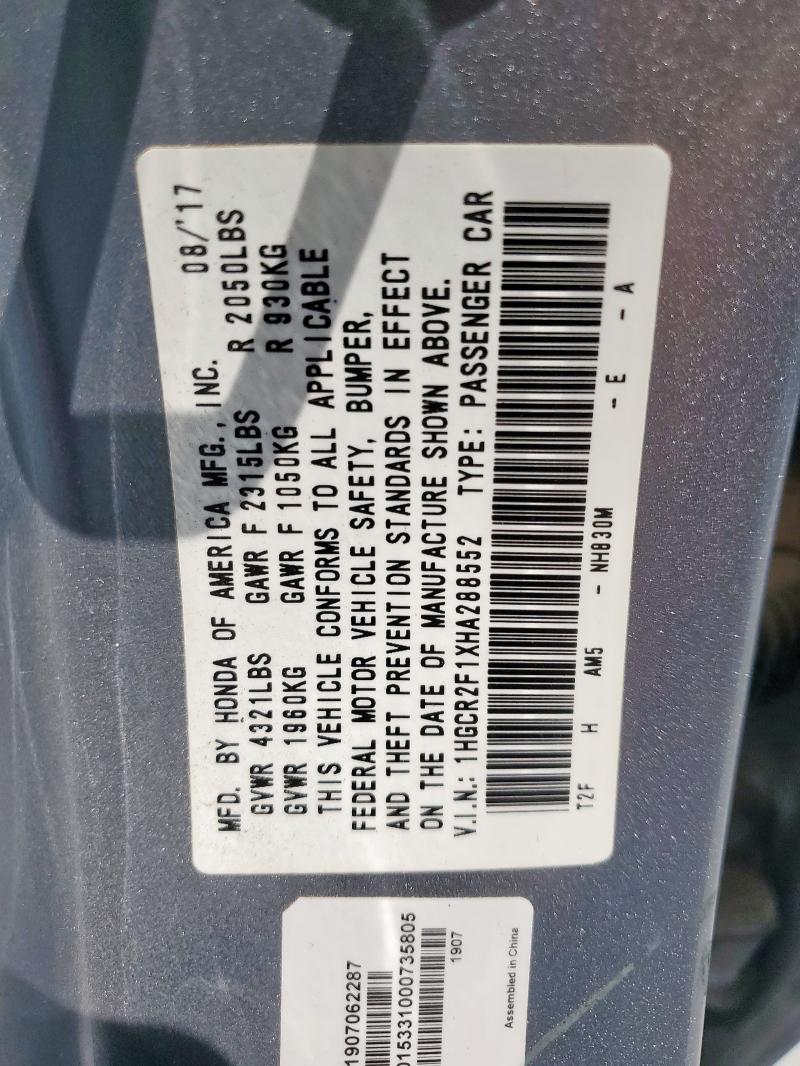 MFD. BY HONDA OF AMERICA MFG., INC. 08/'17
GVWR 4321LBS GAWR F 2315LBS R 2050LBS
GVWR 1960KG GAWR F 1050KG R 930KG
THIS VEHICLE CONFORMS TO ALL APPLICABLE
FEDERAL MOTOR VEHICLE SAFETY, BUMPER,
AND THEFT PREVENTION STANDARDS IN EFFECT
ON THE DATE OF MANUFACTURE SHOWN ABOVE.
V.I.N.: 1HGCR2F1XHA288552 TYPE: PASSENGER CAR
T2F H AM5 - NH830M - E - A
1907062287
015331000735805
1907
Assembled in China